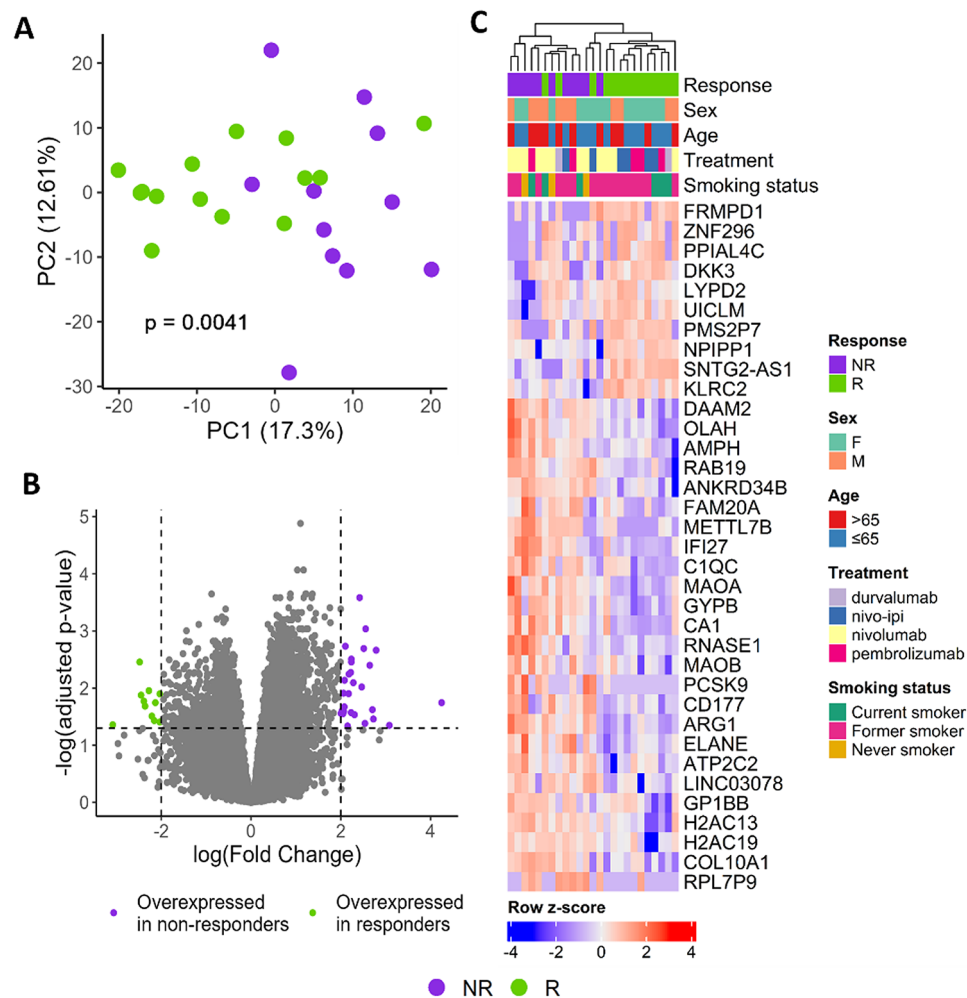 A
20
10
0
-10
-20
-30
PC2 (12.61%)
p = 0.0041
-20
-10
0
10
20
PC1 (17.3%)
B
5
4
3
2
1
0
-log(adjusted p-value)
-2
0
2
4
log(Fold Change)
Overexpressed
in non-responders
Overexpressed
in responders
C
Response
Sex
Age
Treatment
Smoking status
FRMPD1
ZNF296
PPIAL4C
DKK3
LYPD2
UICLM
PMS2P7
NPIPP1
SNTG2-AS1
KLRC2
DAAM2
OLAH
AMPH
RAB19
ANKRD34B
FAM20A
METTL7B
IFI27
C1QC
MAOA
GYPB
CA1
RNASE1
MAOB
PCSK9
CD177
ARG1
ELANE
ATP2C2
LINC03078
GP1BB
H2AC13
H2AC19
COL10A1
RPL7P9
Row z-score
-4
-2
0
2
4
Response
NR
R
Sex
F
M
Age
>65
≤65
Treatment
durvalumab
nivo-ipi
nivolumab
pembrolizumab
Smoking status
Current smoker
Former smoker
Never smoker
NR
R